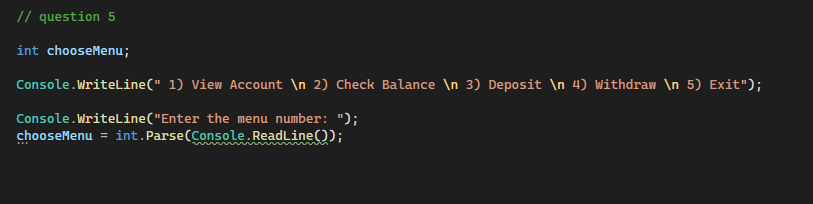 // question 5
int chooseMenu;
Console.WriteLine(" 1) View Account \n 2) Check Balance \n 3) Deposit \n 4) Withdraw \n 5) Exit");
Console.WriteLine("Enter the menu number: ");
chooseMenu = int.Parse(Console.ReadLine());